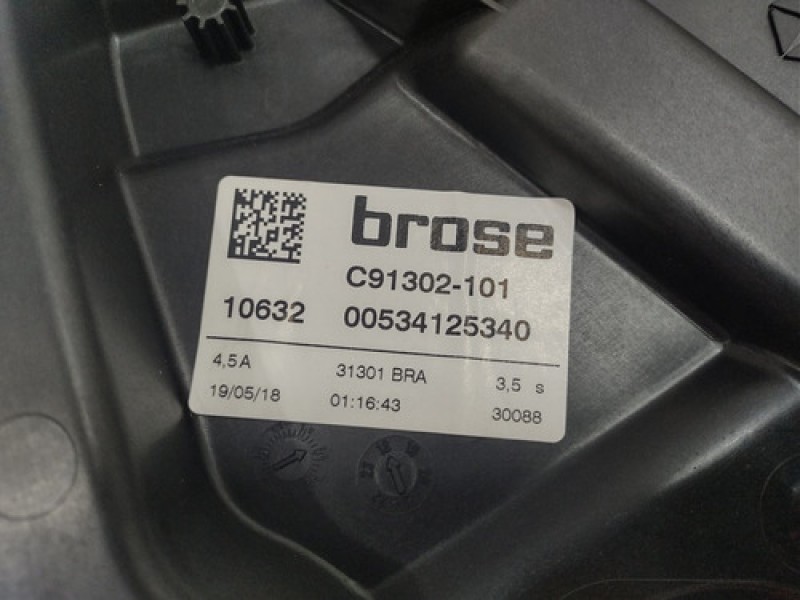 brose
C91302-101
10632 00534125340
4,5A 31301 BRA 3,5 s
19/05/18 01:16:43 30088